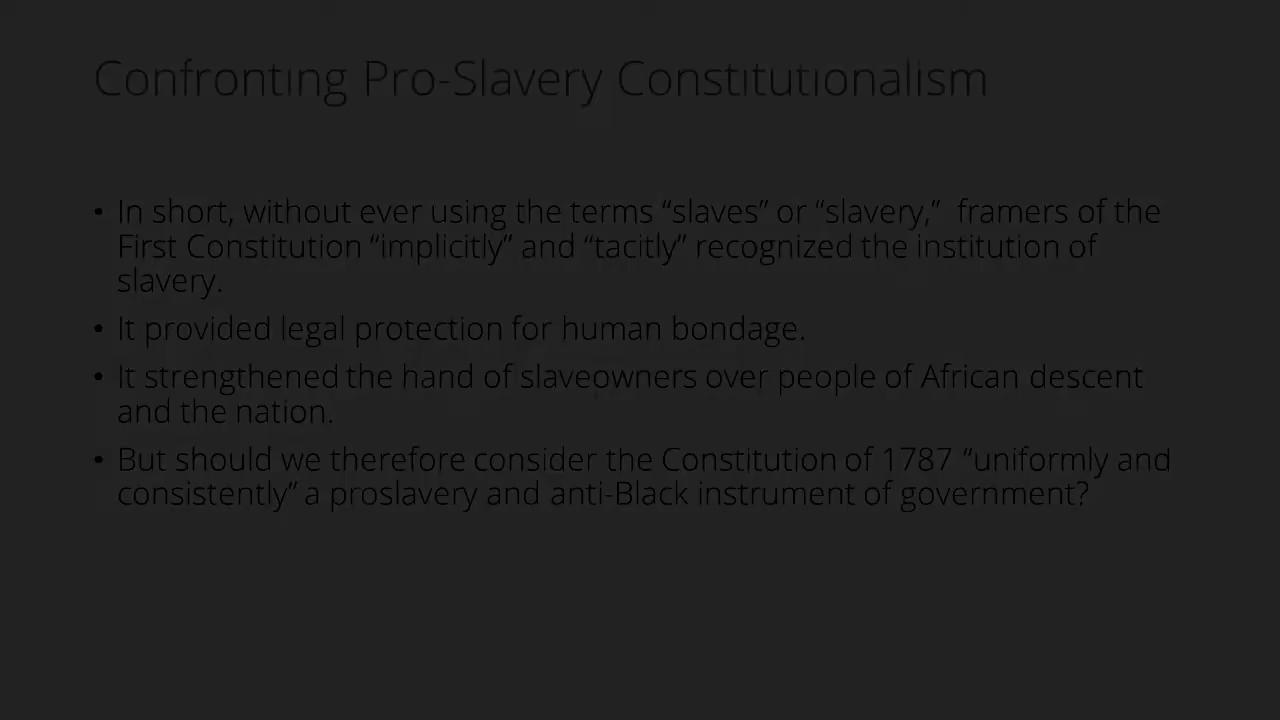 Confronting Pro-Slavery Constitutionalism
• In short, without ever using the terms “slaves” or “slavery,”  framers of the
First Constitution “implicitly” and “tacitly” recognized the institution of
slavery.
• It provided legal protection for human bondage.
• It strengthened the hand of slaveowners over people of African descent
and the nation.
• But should we therefore consider the Constitution of 1787 “uniformly and
consistently” a proslavery and anti-Black instrument of government?